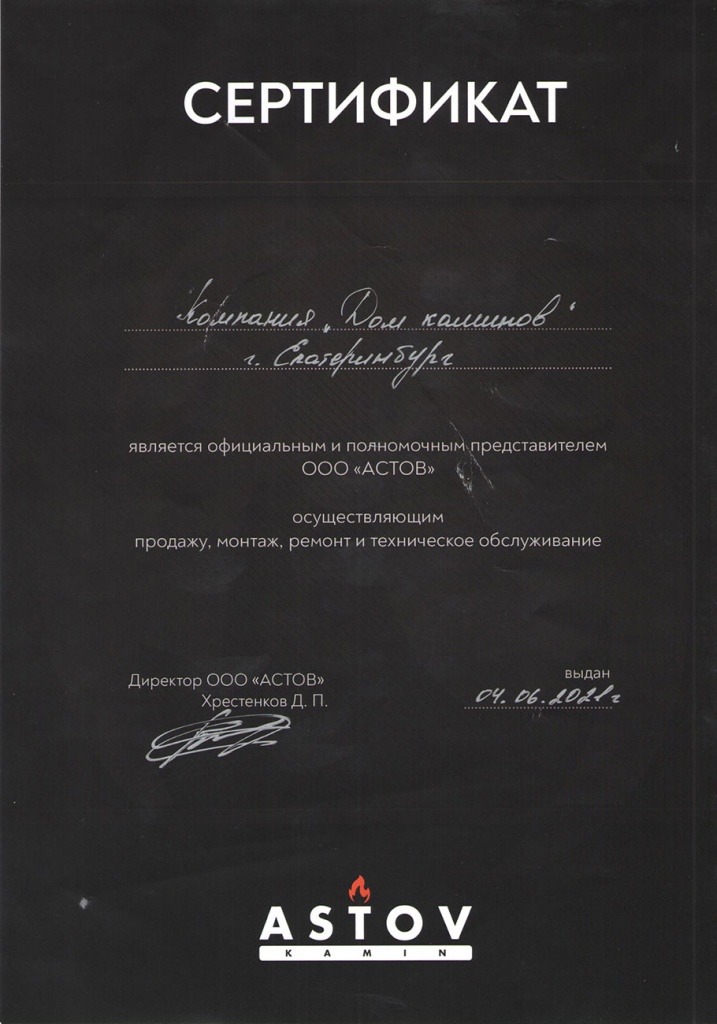 СЕРТИФИКАТ
Компания „Дом каминов"
г. Екатеринбург
является официальным и полномочным представителем
ООО «АСТОВ»
осуществляющим
продажу, монтаж, ремонт и техническое обслуживание
Директор ООО «АСТОВ»
Хрестенков Д. П.
выдан
04.06.2021г
ASTOV
KAMIN